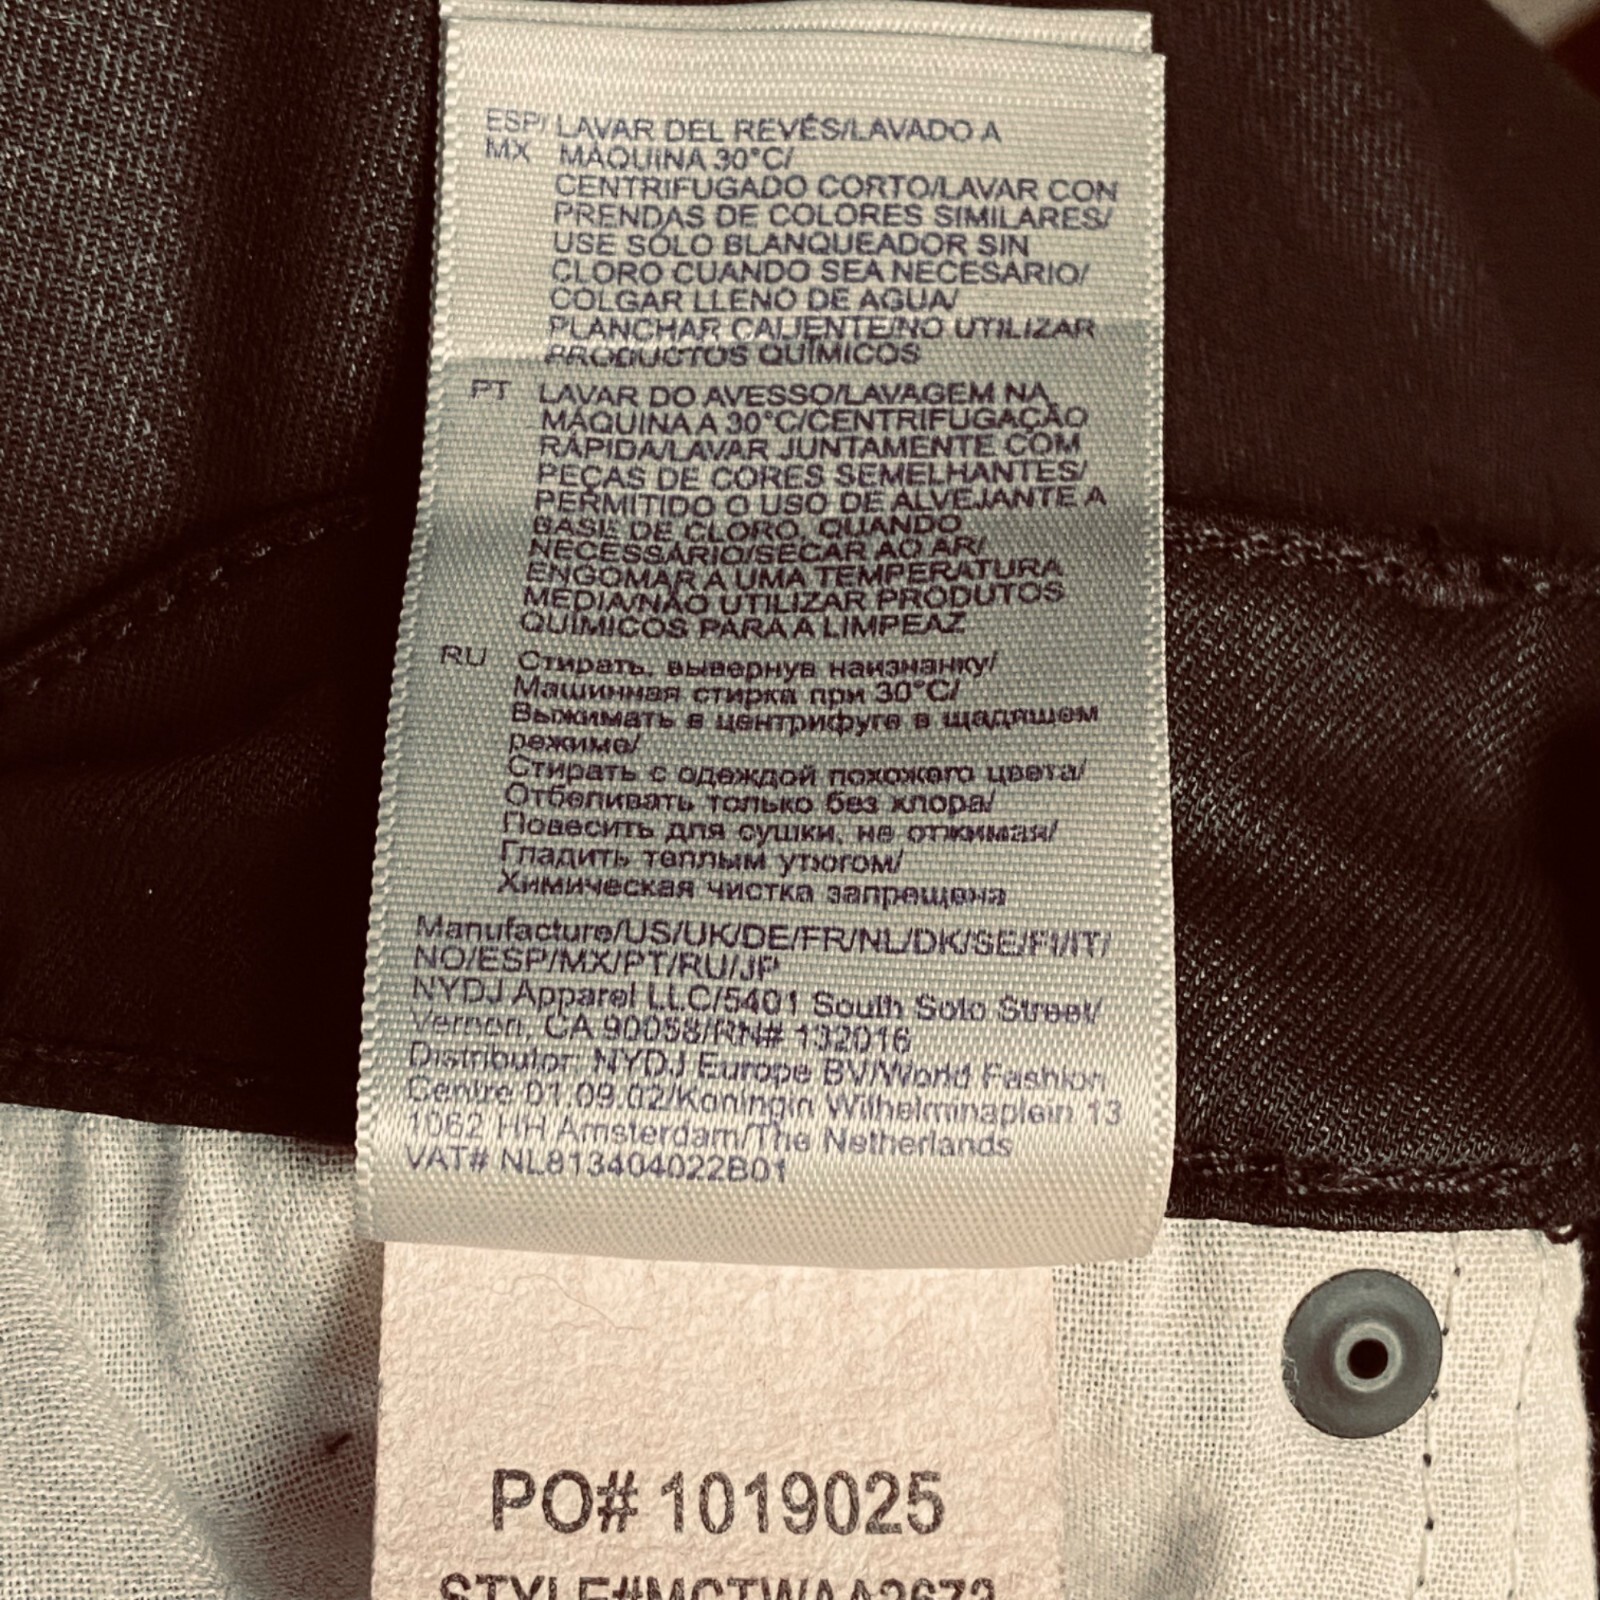 ESP/ LAVAR DEL REVÉS/LAVADO A
MX MÁQUINA 30°C/
CENTRIFUGADO CORTO/LAVAR CON
PRENDAS DE COLORES SIMILARES/
USE SÓLO BLANQUEADOR SIN
CLORO CUANDO SEA NECESARIO/
COLGAR LLENO DE AGUA/
PLANCHAR CALIENTE/NO UTILIZAR
PRODUCTOS QUÍMICOS
PT LAVAR DO AVESSO/LAVAGEM NA
MÁQUINA A 30°C/CENTRIFUGAÇÃO
RÁPIDA/LAVAR JUNTAMENTE COM
PEÇAS DE CORES SEMELHANTES/
PERMITIDO O USO DE ALVEJANTE A
BASE DE CLORO, QUANDO
NECESSÁRIO/SECAR AO AR/
ENGOMAR A UMA TEMPERATURA
MEDIA/NÃO UTILIZAR PRODUTOS
QUÍMICOS PARA A LIMPEAZ
RU Стирать, вывернув наизнанку/
Машинная стирка при 30°C/
Выжимать в центрифуге в щадящем
режиме/
Стирать с одеждой похожего цвета/
Отбеливать только без хлора/
Повесить для сушки, не отжимая/
Гладить теплым утюгом/
Химическая чистка запрещена
Manufacture/US/UK/DE/FR/NL/DK/SE/FI/IT/
NO/ESP/MX/PT/RU/JP
NYDJ Apparel LLC/5401 South Soto Street/
Vernon, CA 90058/RN# 132016
Distributor: NYDJ Europe BV/World Fashion
Centre 01.09.02/Koningin Wilhelminaplein 13
1062 HH Amsterdam/The Netherlands
VAT# NL813404022B01
PO# 1019025